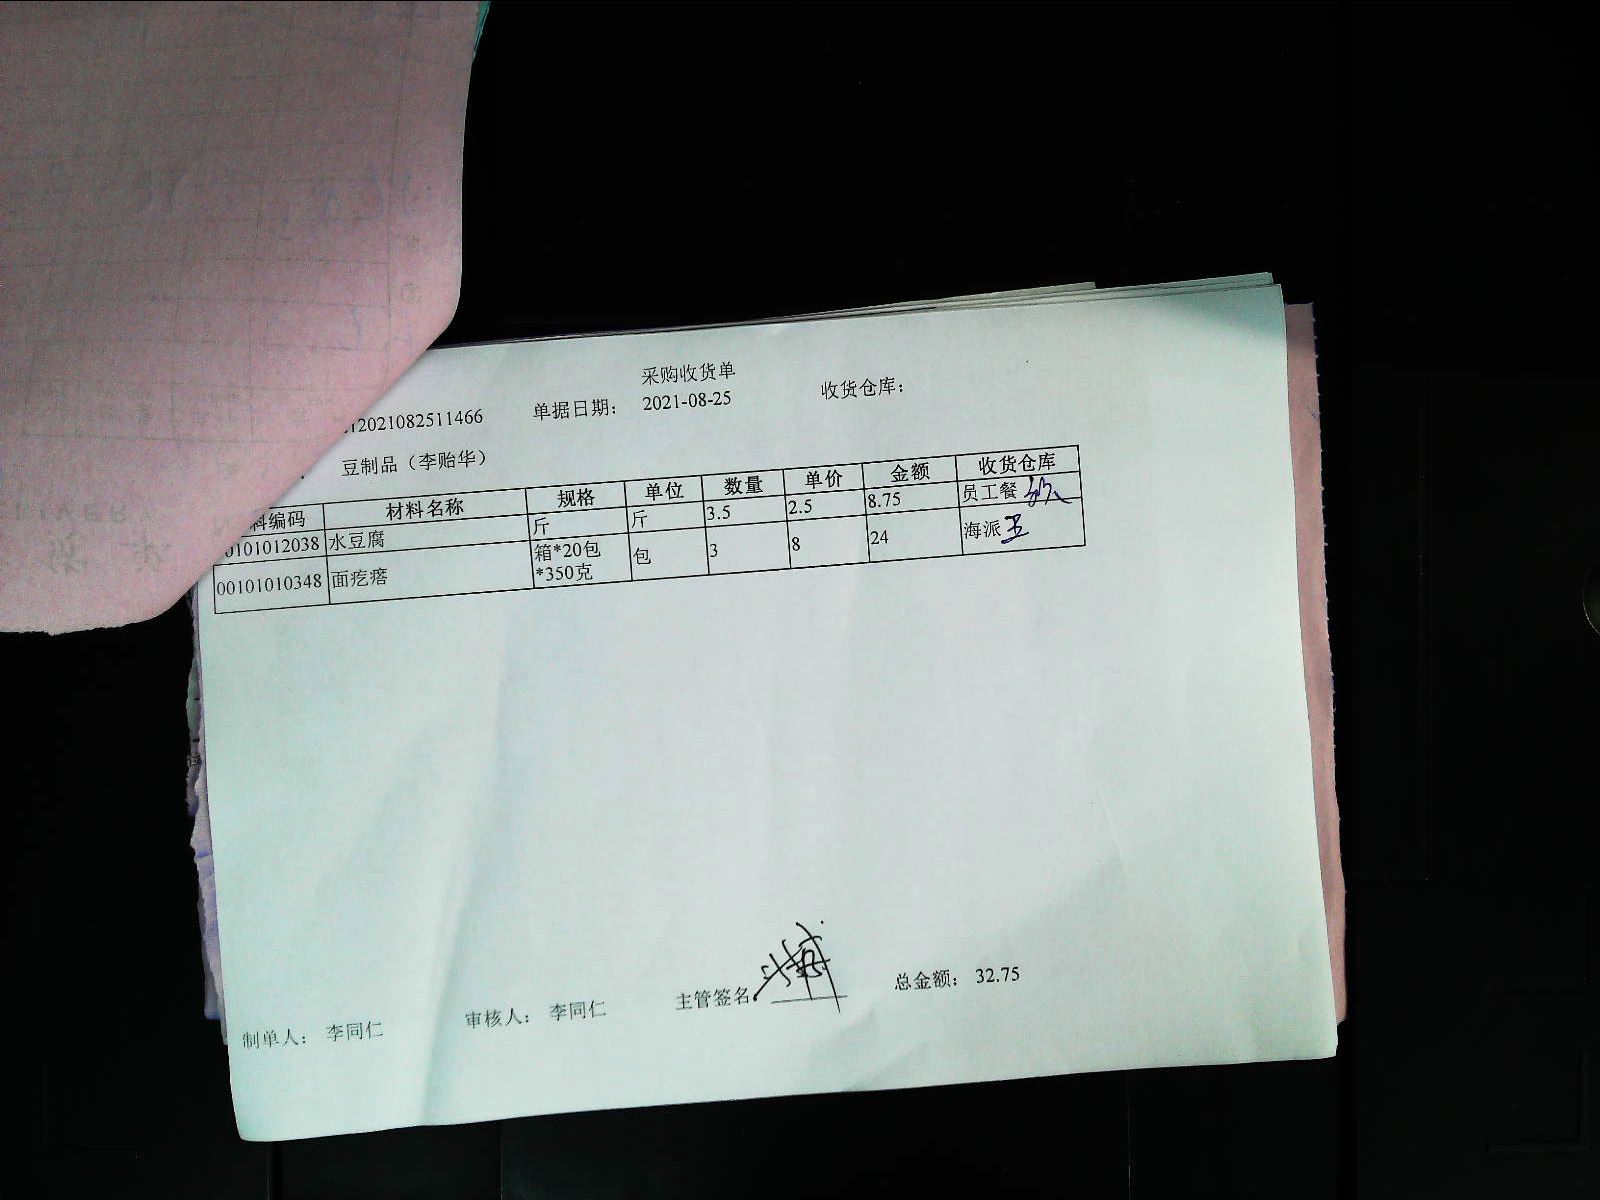 采购收货单
12021082511466 单据日期： 2021-08-25 收货仓库：
豆制品（李贻华）
料编码 材料名称 规格 单位 数量 单价 金额 收货仓库
0101012038 水豆腐 斤 斤 3.5 2.5 8.75 员工餐
00101010348 面疙瘩 箱*20包 包 3 8 24 海派
*350克
制单人： 李同仁 审核人： 李同仁 主管签名 总金额： 32.75